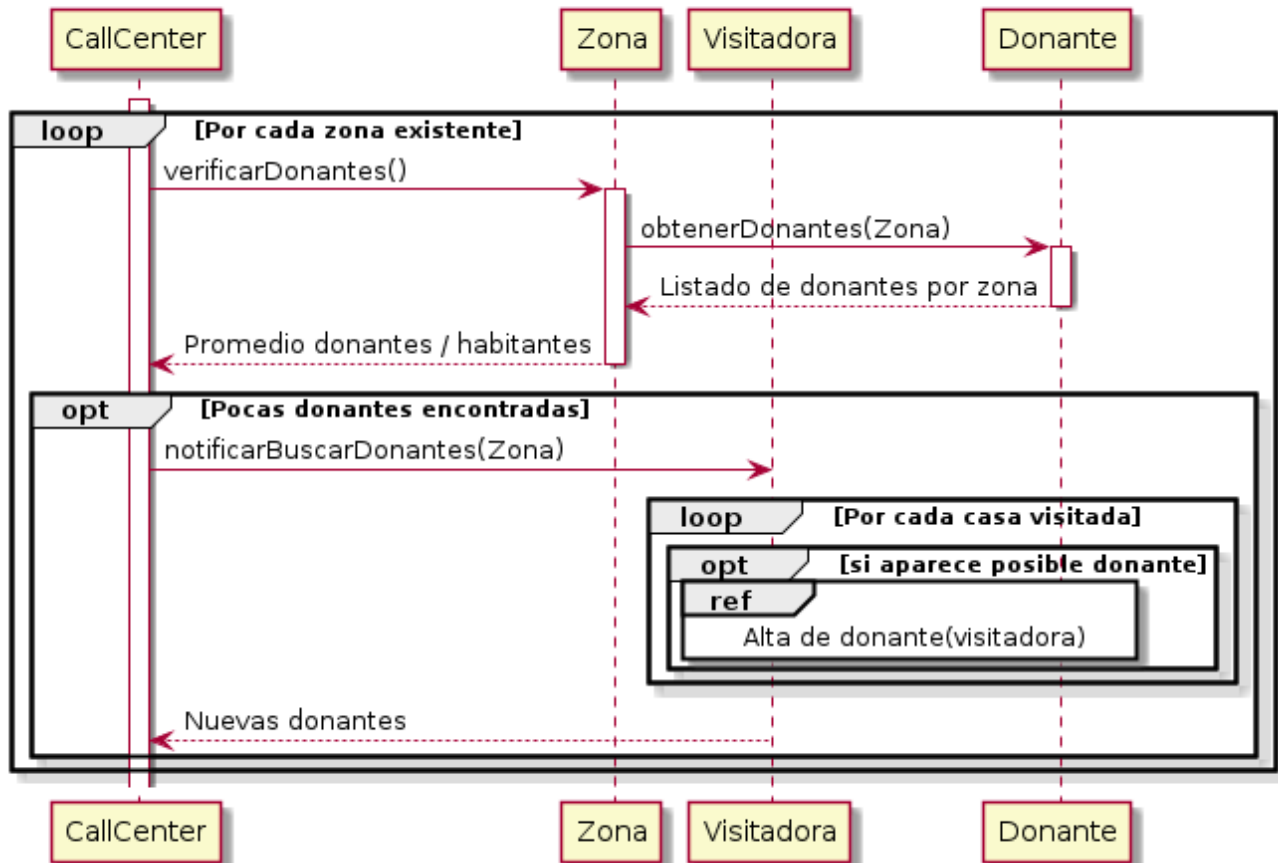 CallCenter
Zona
Visitadora
Donante
loop
[Por cada zona existente]
verificarDonantes()
obtenerDonantes(Zona)
Listado de donantes por zona
Promedio donantes / habitantes
opt
[Pocas donantes encontradas]
notificarBuscarDonantes(Zona)
loop
[Por cada casa visitada]
opt
[si aparece posible donante]
ref
Alta de donante(visitadora)
Nuevas donantes
CallCenter
Zona
Visitadora
Donante